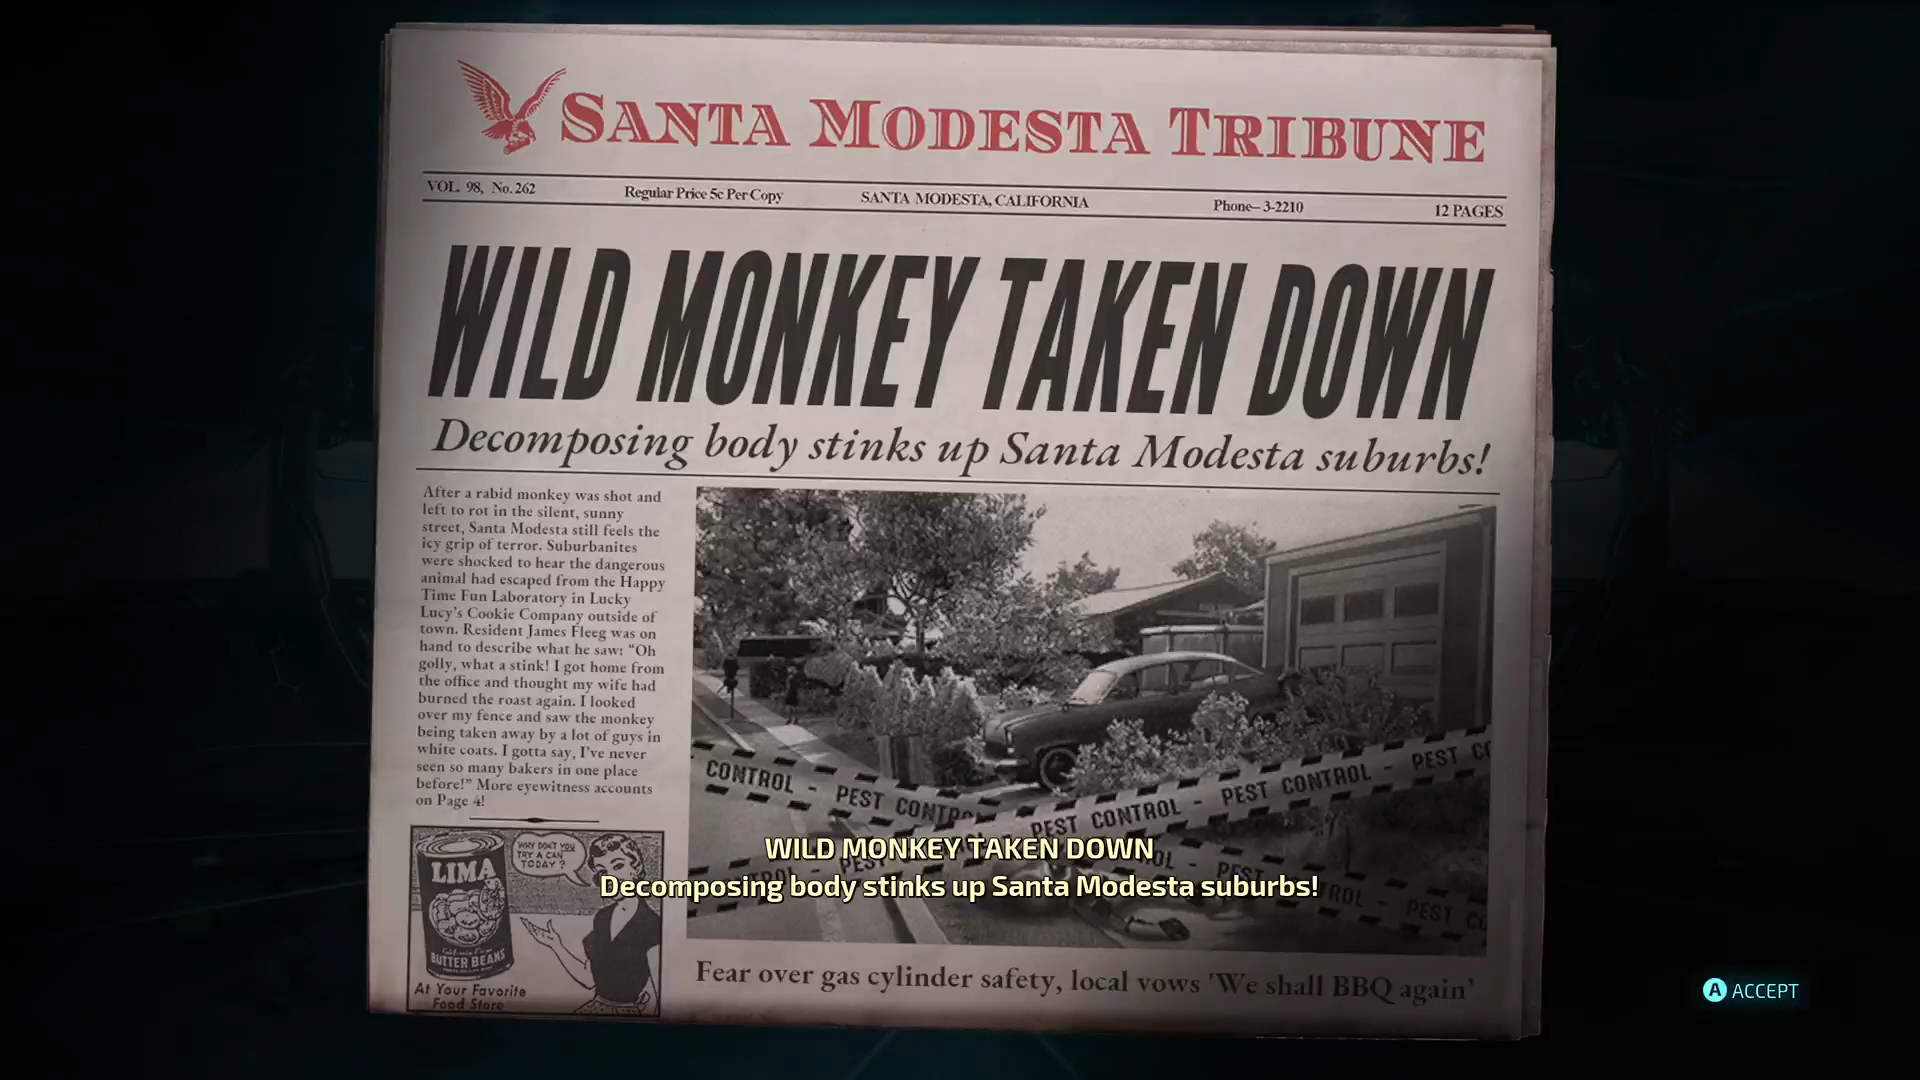 SANTA MODESTA TRIBUNE
VOL. 98, No. 262 Regular Price 5c Per Copy SANTA MODESTA, CALIFORNIA Phone– 3-2210 12 PAGES
WILD MONKEY TAKEN DOWN
Decomposing body stinks up Santa Modesta suburbs!
After a rabid monkey was shot and
left to rot in the silent, sunny
street, Santa Modesta still feels the
icy grip of terror. Suburbanites
were shocked to hear the dangerous
animal had escaped from the Happy
Time Fun Laboratory in Lucky
Lucy's Cookie Company outside of
town. Resident James Fleeg was on
hand to describe what he saw: “Oh
golly, what a stink! I got home from
the office and thought my wife had
burned the roast again. I looked
over my fence and saw the monkey
being taken away by a lot of guys in
white coats. I gotta say, I've never
seen so many bakers in one place
before!” More eyewitness accounts
on Page 4!
CONTROL - PEST CONTRO
PEST CONTROL - PEST CONTROL - PEST CO
PEST CONTROL - PEST CO
WILD MONKEY TAKEN DOWN
Decomposing body stinks up Santa Modesta suburbs!
WHY DON'T YOU
TRY A CAN
TODAY?
LIMA
BUTTER BEANS
At Your Favorite
Food Store
Fear over gas cylinder safety, local vows 'We shall BBQ again'
A ACCEPT